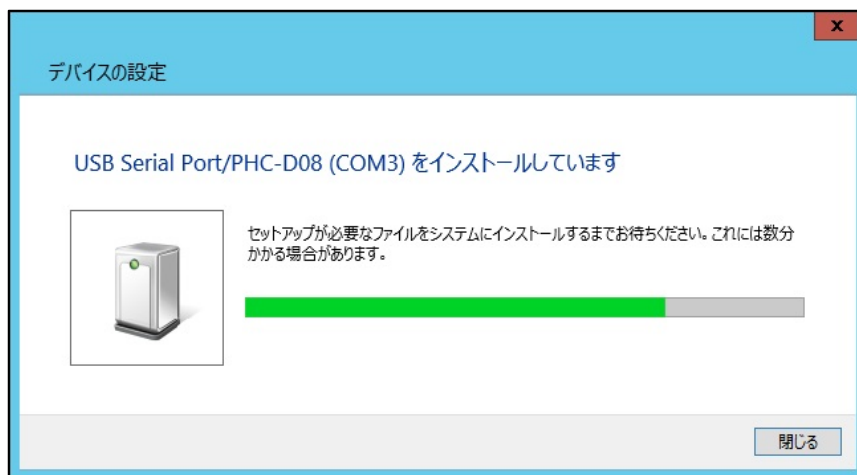 x
デバイスの設定
USB Serial Port/PHC-D08 (COM3) をインストールしています
セットアップが必要なファイルをシステムにインストールするまでお待ちください。これには数分
かかる場合があります。
閉じる